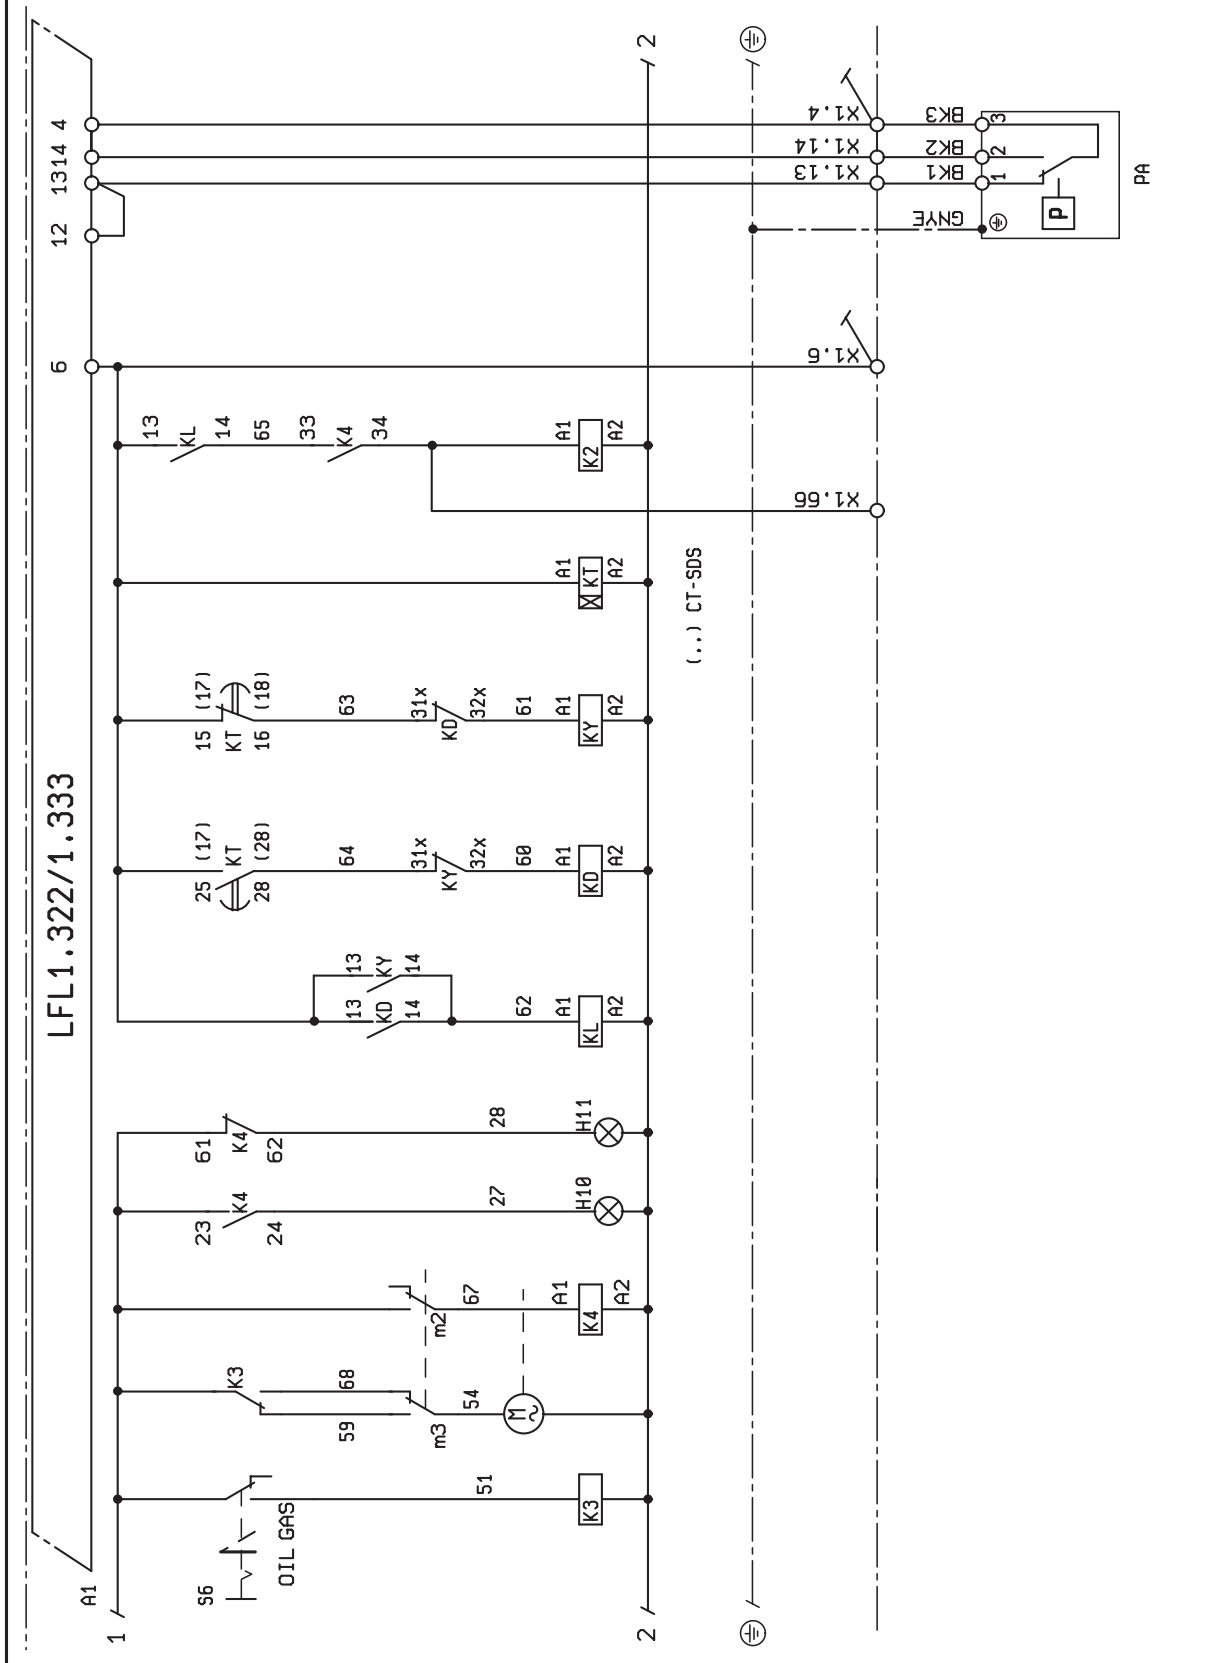 LFL1.322/1.333
A1
6
12
13
14
4
1
2
2
S6
OIL GAS
51
K3
K3
59
68
m3
54
M
m2
67
A1
K4
A2
23
K4
24
27
H10
61
K4
62
28
H11
13
KD
14
13
KY
14
62
A1
KL
A2
25
(17)
KT
28
(28)
64
31x
KY
32x
60
A1
KD
A2
15
(17)
KT
16
(18)
63
31x
KD
32x
61
A1
KY
A2
A1
KT
A2
(..) CT-SDS
13
KL
14
65
33
K4
34
A1
K2
A2
X1.66
X1.6
X1.13
X1.14
X1.4
GNYE
BK1
BK2
BK3
1
2
3
P
PA